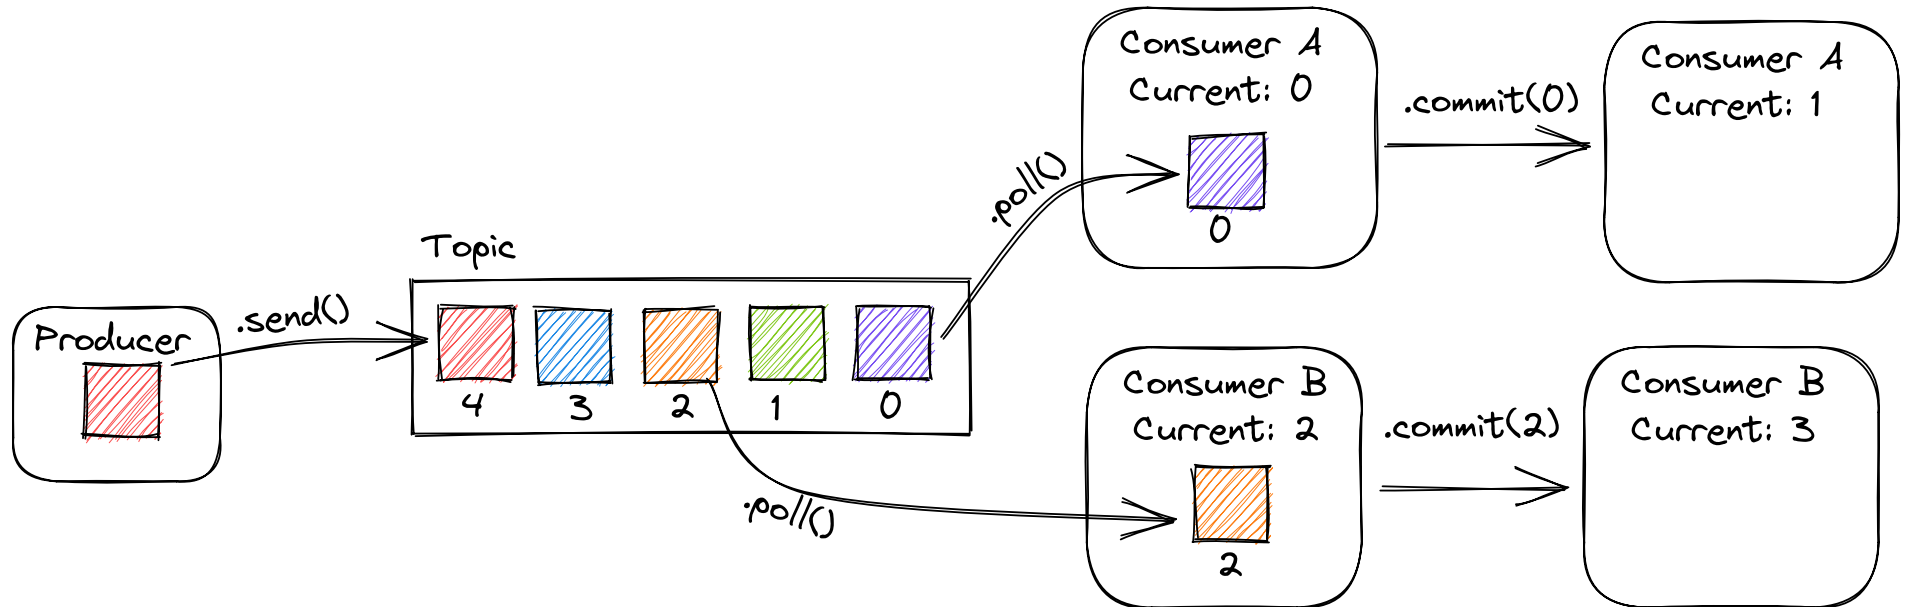 Producer
.send()
Topic
4 3 2 1 0
.poll()
.poll()
Consumer A
Current: 0
0
.commit(0)
Consumer A
Current: 1
Consumer B
Current: 2
2
.commit(2)
Consumer B
Current: 3